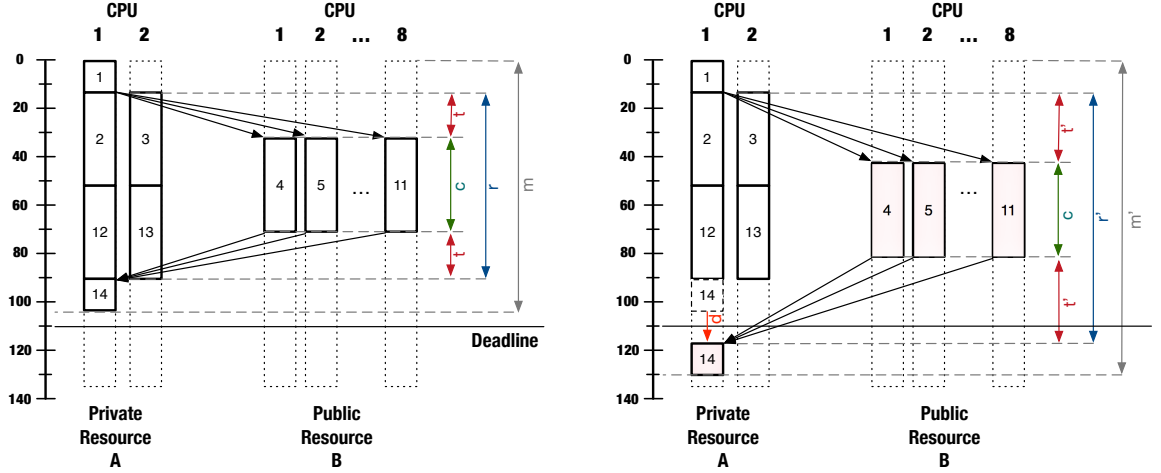 CPU CPU
1 2 1 2 ... 8
0
20
40
60
80
100
120
140
1
2 3
4 5 ... 11
12 13
14
t
c
t
r
m
Deadline
Private Resource A
Public Resource B
CPU CPU
1 2 1 2 ... 8
0
20
40
60
80
100
120
140
1
2 3
4 5 ... 11
12 13
14
d
14
t'
c
t'
r'
m'
Private Resource A
Public Resource B